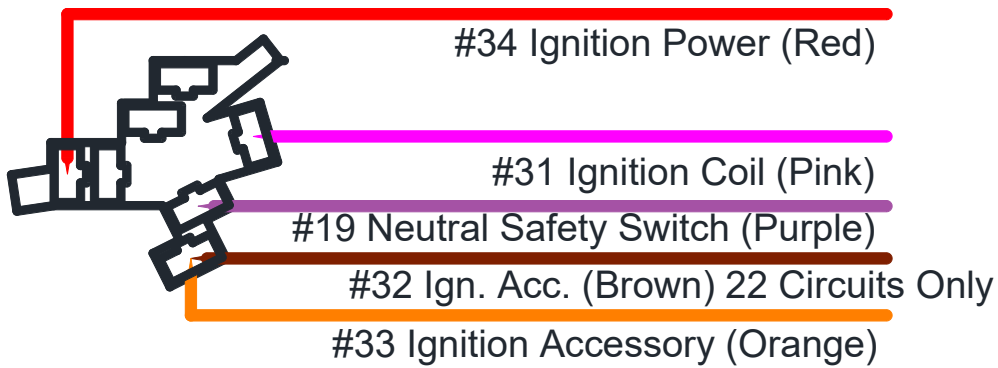 #34 Ignition Power (Red)
#31 Ignition Coil (Pink)
#19 Neutral Safety Switch (Purple)
#32 Ign. Acc. (Brown) 22 Circuits Only
#33 Ignition Accessory (Orange)